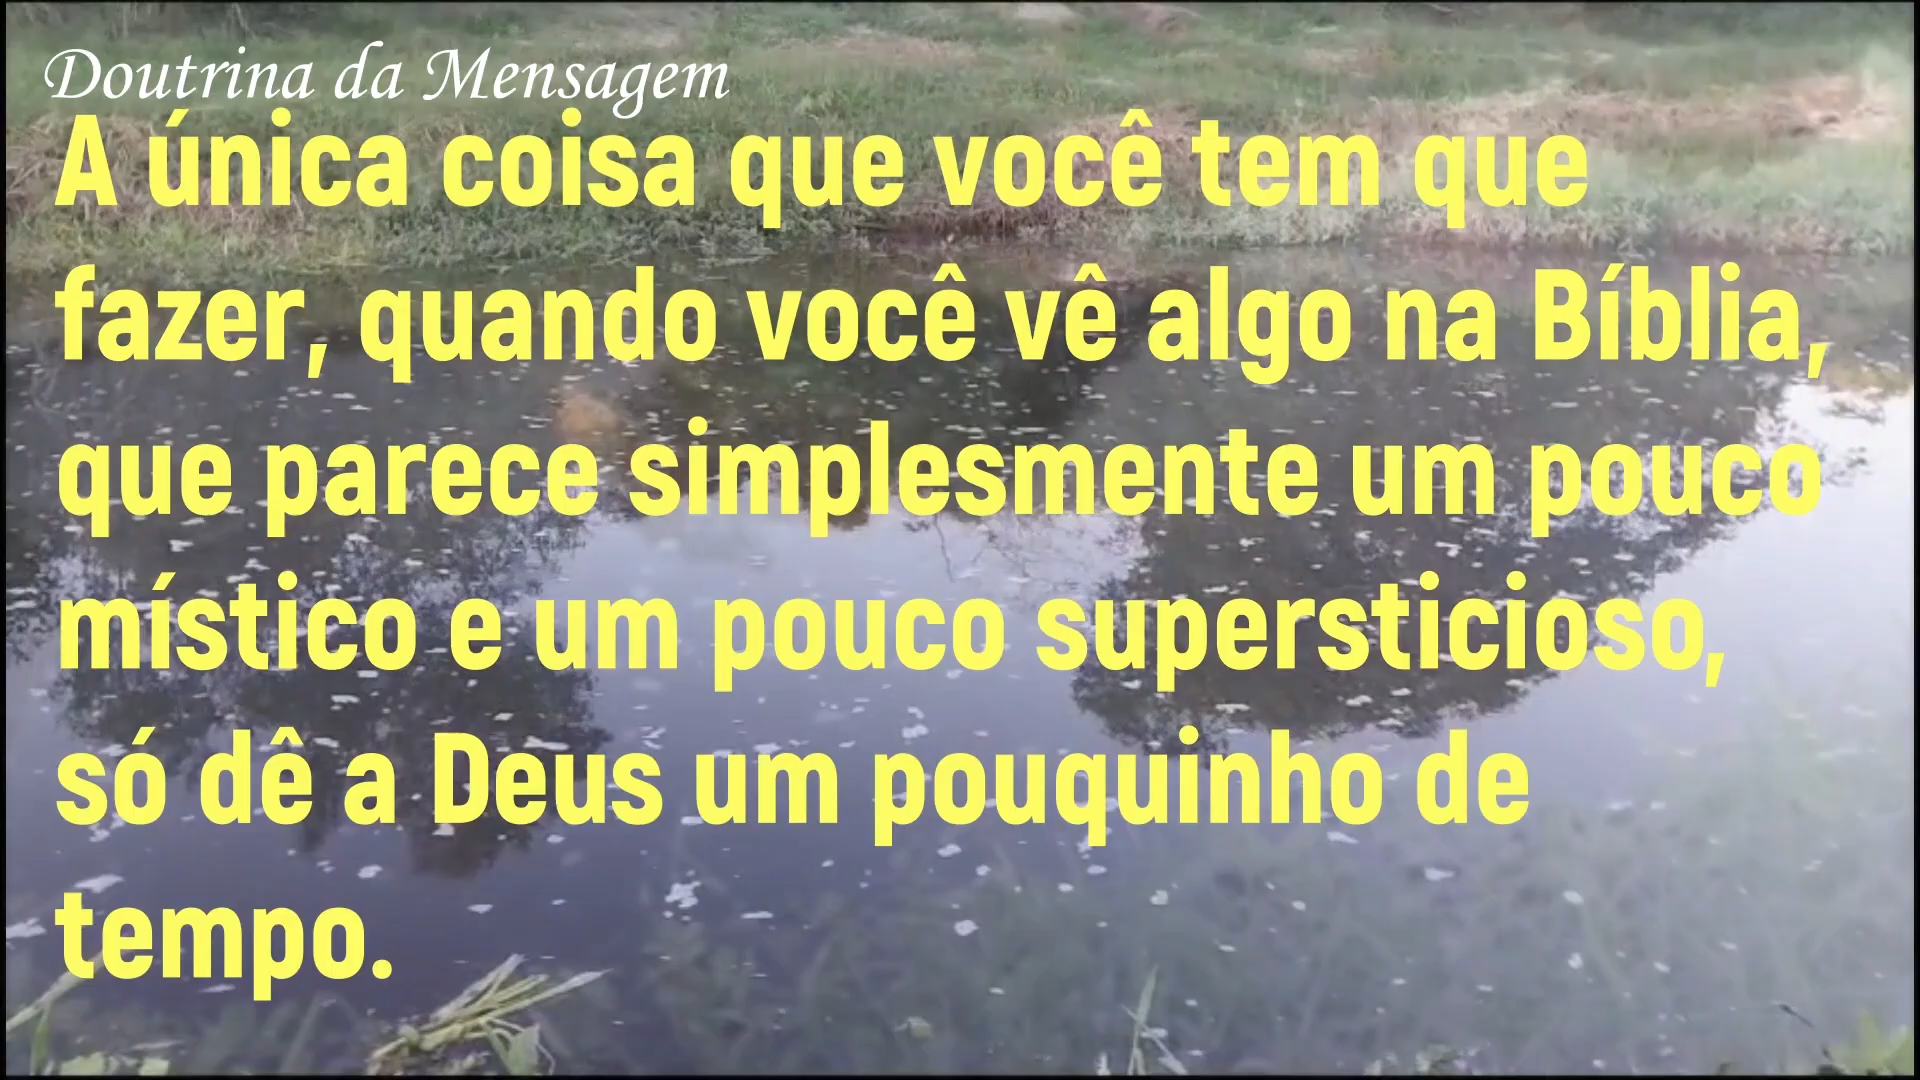 Doutrina da Mensagem
A única coisa que você tem que
fazer, quando você vê algo na Bíblia,
que parece simplesmente um pouco
místico e um pouco supersticioso,
só dê a Deus um pouquinho de
tempo.